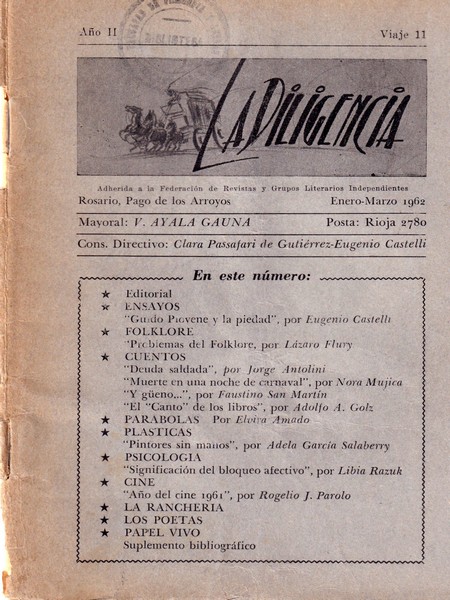 BIBLIOTECA
Año II Viaje 11
LA DILIGENCIA
Adherida a la Federación de Revistas y Grupos Literarios Independientes
Rosario, Pago de los Arroyos Enero-Marzo 1962
Mayoral: V. AYALA GAUNA Posta: Rioja 2780
Cons. Directivo: Clara Passafari de Gutiérrez-Eugenio Castelli
En este número:
★ Editorial
★ ENSAYOS
"Guido Piovene y la piedad", por Eugenio Castelli
★ FOLKLORE
"Problemas del Folklore, por Lázaro Flury
★ CUENTOS
"Deuda saldada", por Jorge Antolini
"Muerte en una noche de carnaval", por Nora Mujica
"Y güeno...", por Faustino San Martín
"El "Canto" de los libros", por Adolfo A. Golz
★ PARABOLAS Por Elvira Amado
★ PLASTICAS
"Pintores sin manos", por Adela García Salaberry
★ PSICOLOGIA
"Significación del bloqueo afectivo", por Libia Razuk
★ CINE
"Año del cine 1961", por Rogelio J. Parolo
★ LA RANCHERIA
★ LOS POETAS
★ PAPEL VIVO
Suplemento bibliográfico